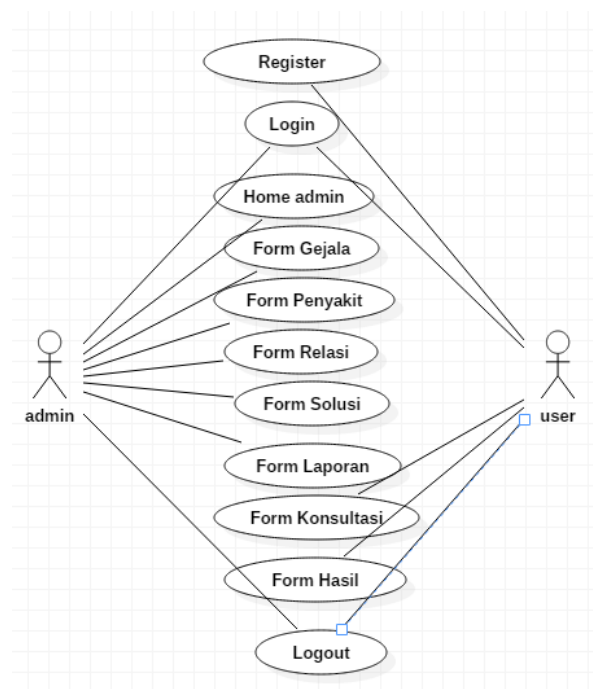 Register
Login
Home admin
Form Gejala
Form Penyakit
Form Relasi
Form Solusi
admin
user
Form Laporan
Form Konsultasi
Form Hasil
Logout